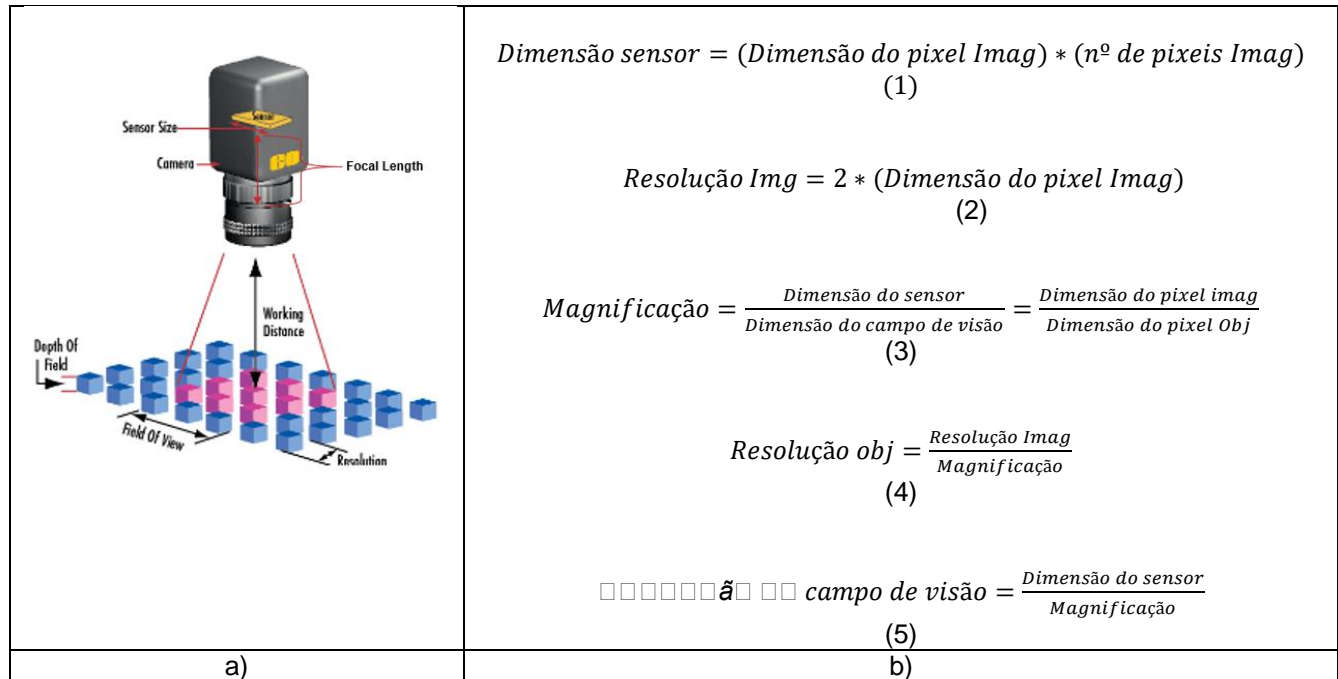 Sensor
Sensor Size
Camera
Focal Length
Working
Distance
Depth Of
Field
Field Of View
Resolution
a)
Dimensão sensor = (Dimensão do pixel Imag) * (nº de pixeis Imag)
(1)
Resolução Img = 2 * (Dimensão do pixel Imag)
(2)
Magnificação = Dimensão do sensor / Dimensão do campo de visão = Dimensão do pixel imag / Dimensão do pixel Obj
(3)
Resolução obj = Resolução Imag / Magnificação
(4)
□□□□□□ã□ □□ campo de visão = Dimensão do sensor / Magnificação
(5)
b)